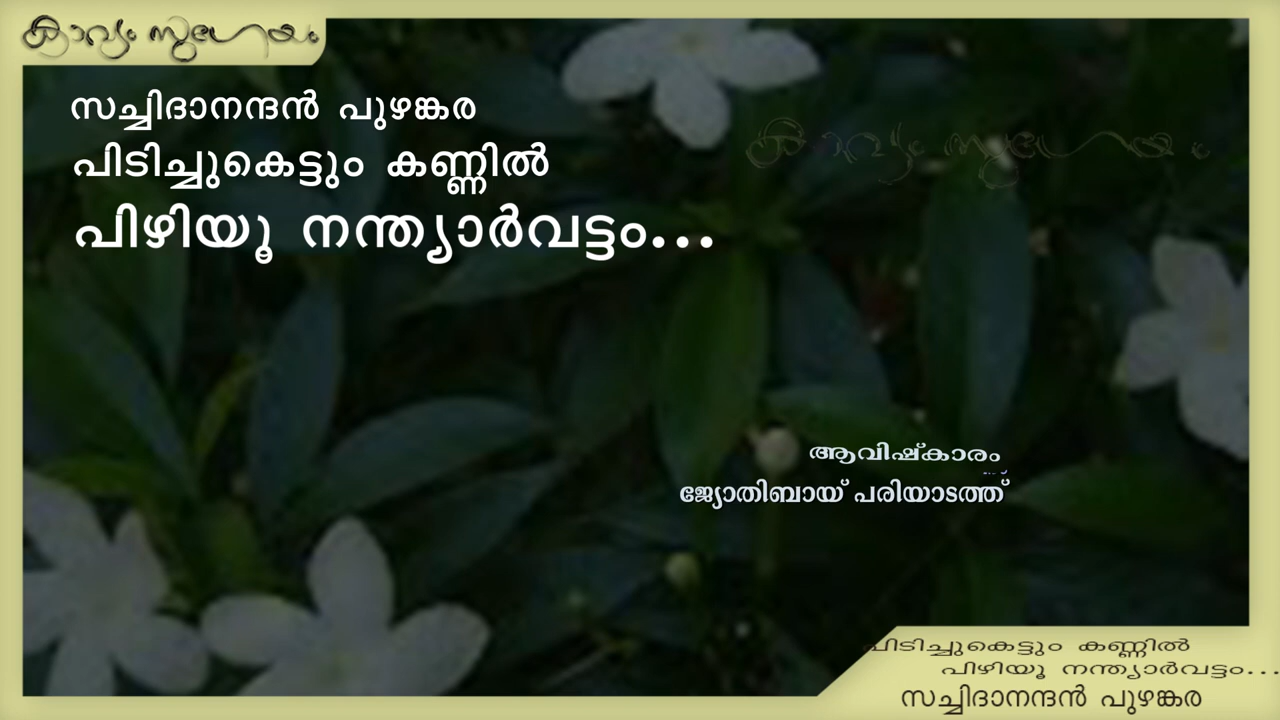 കാവ്യം സുഗേയം
സച്ചിദാനന്ദൻ പുഴങ്കര
പിടിച്ചുകെട്ടും കണ്ണിൽ
പിഴിയൂ നന്ത്യാർവട്ടം...
കാവ്യം സുഗേയം
ആവിഷ്കാരം
ജ്യോതിബായ് പരിയാടത്ത്
പിടിച്ചുകെട്ടും കണ്ണിൽ
പിഴിയൂ നന്ത്യാർവട്ടം...
സച്ചിദാനന്ദൻ പുഴങ്കര